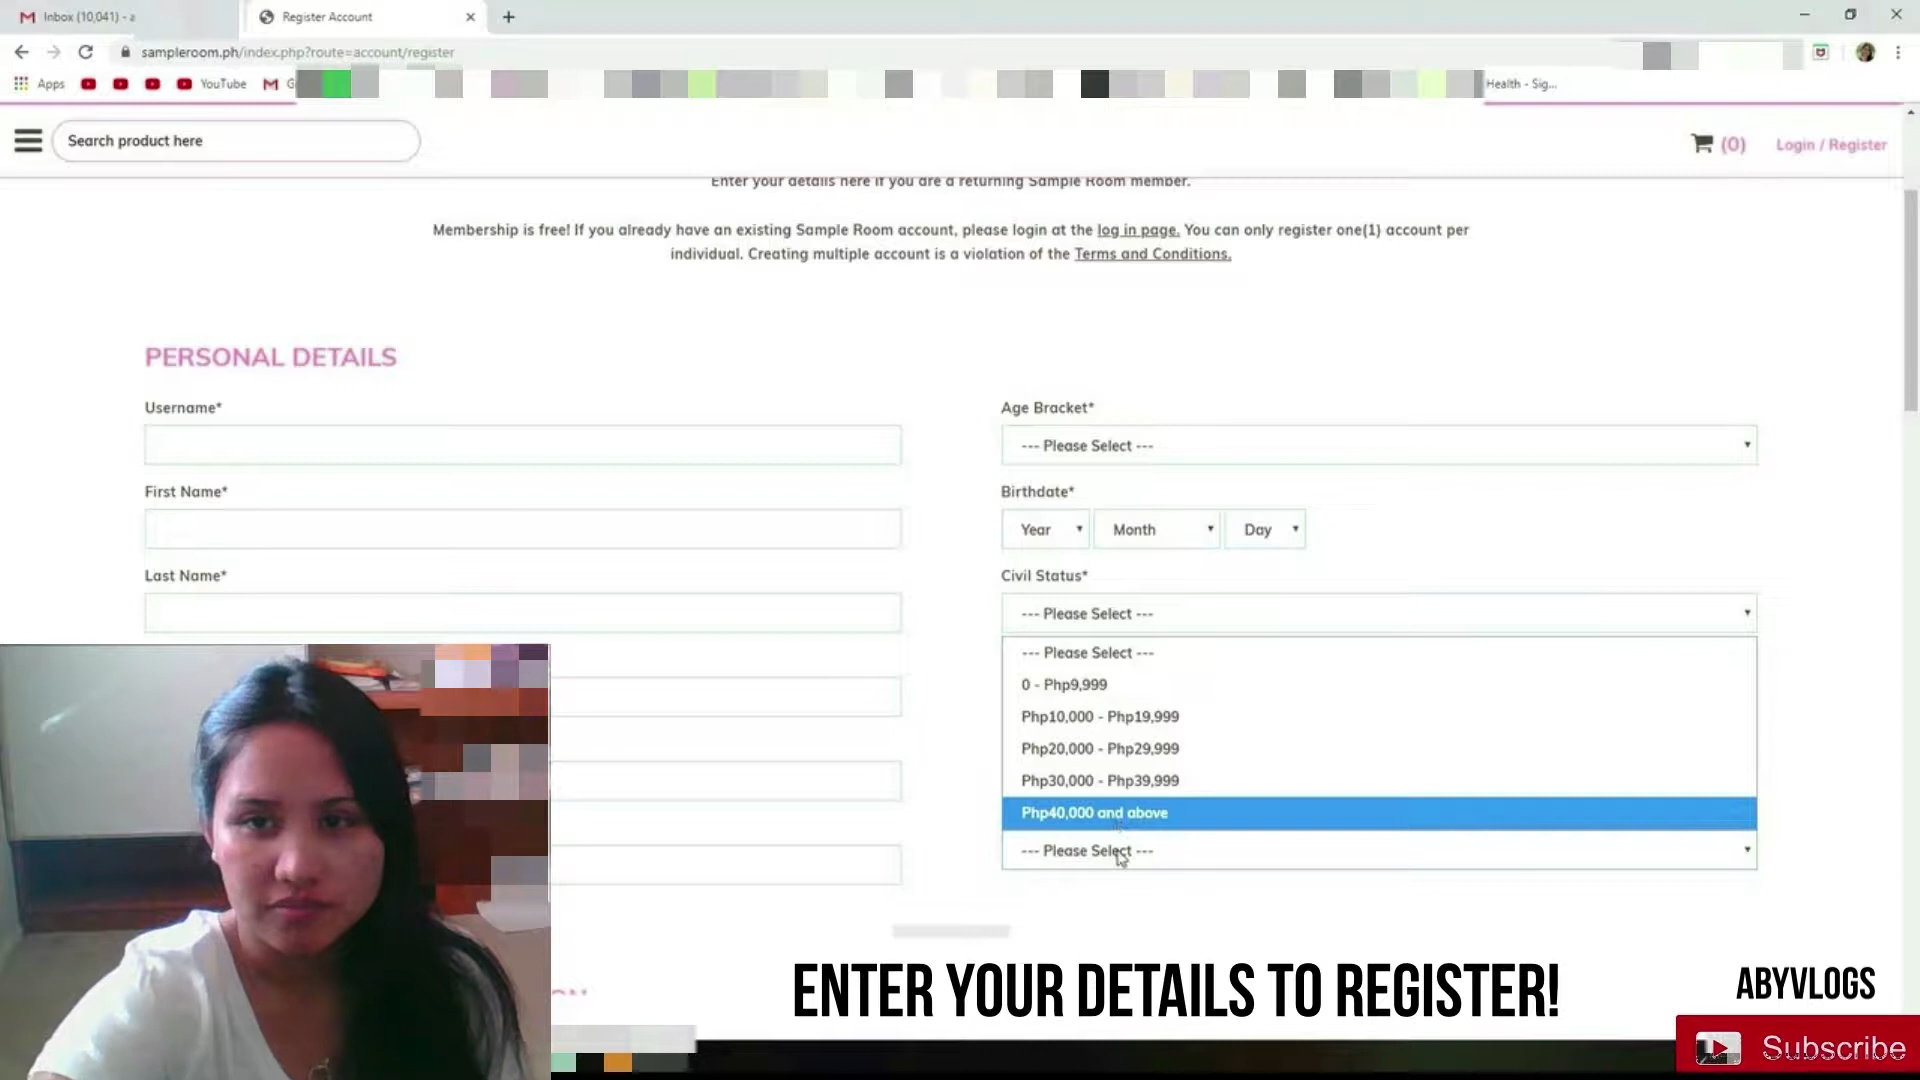 Inbox (10,041) - a
Register Account
sampleroom.ph/index.php?route=account/register
Apps
YouTube
G
Health - Sig...
Search product here
(0)
Login / Register
Enter your details here if you are a returning Sample Room member.
Membership is free! If you already have an existing Sample Room account, please login at the log in page. You can only register one(1) account per
individual. Creating multiple account is a violation of the Terms and Conditions.
PERSONAL DETAILS
Username*
First Name*
Last Name*
Age Bracket*
--- Please Select ---
Birthdate*
Year
Month
Day
Civil Status*
--- Please Select ---
--- Please Select ---
0 - Php9,999
Php10,000 - Php19,999
Php20,000 - Php29,999
Php30,000 - Php39,999
Php40,000 and above
--- Please Select ---
ENTER YOUR DETAILS TO REGISTER!
ABYVLOGS
Subscribe